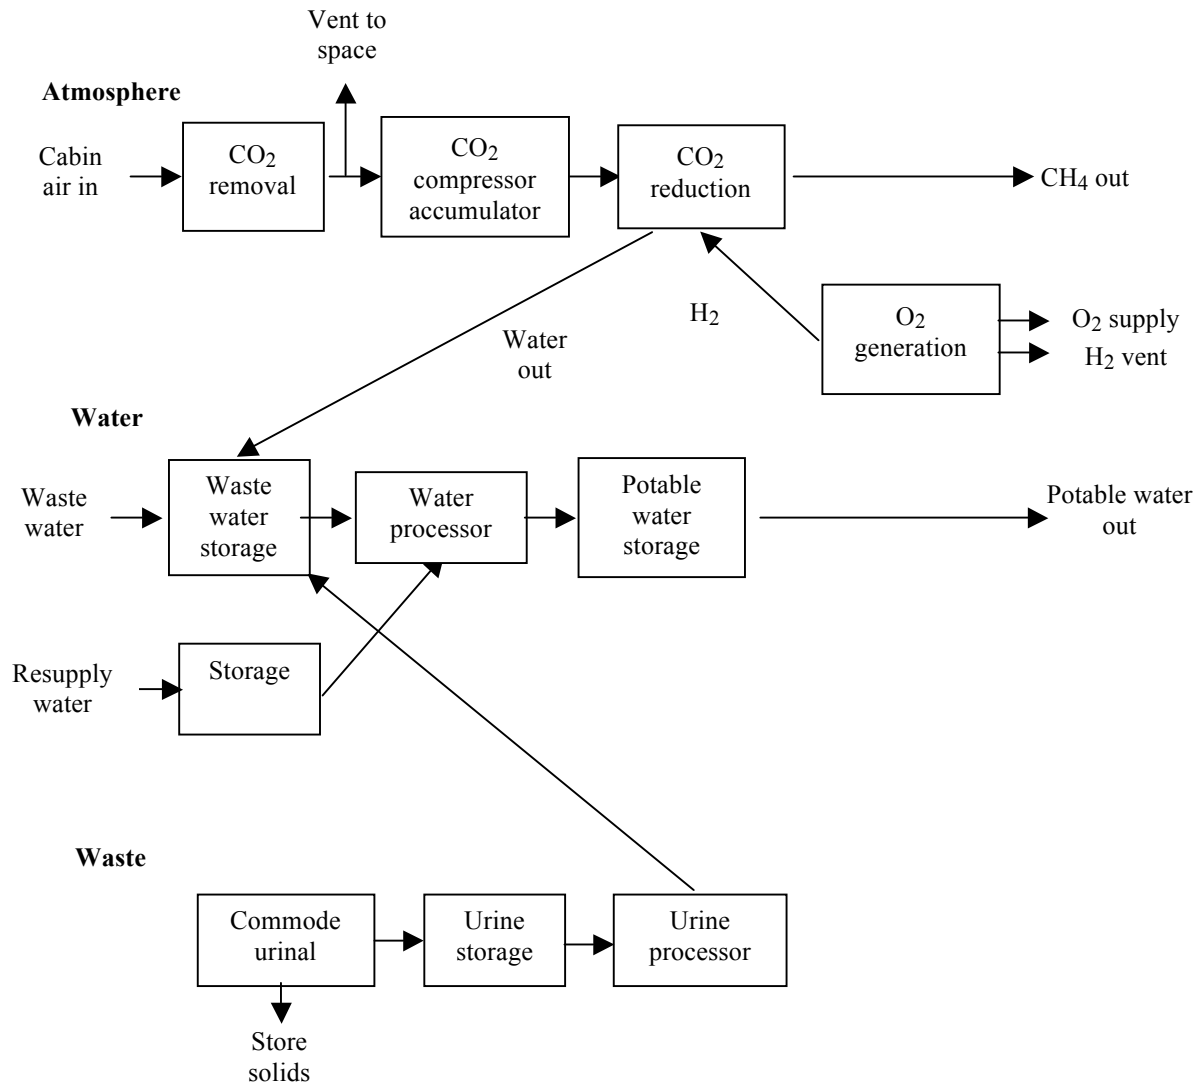 Vent to
space
Atmosphere
Cabin
air in
CO₂
removal
CO₂
compressor
accumulator
CO₂
reduction
CH₄ out
H₂
O₂
generation
O₂ supply
H₂ vent
Water
out
Water
Waste
water
Waste
water
storage
Water
processor
Potable
water
storage
Potable water
out
Resupply
water
Storage
Waste
Commode
urinal
Urine
storage
Urine
processor
Store
solids